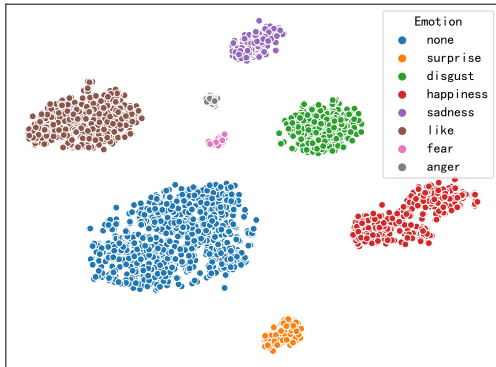 Emotion
none
surprise
disgust
happiness
sadness
like
fear
anger